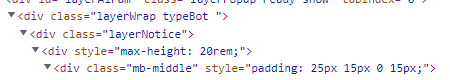 <div class="layerWrap typeBot ">
<div class="layerNotice">
<div style="max-height: 20rem;">
<div class="mb-middle" style="padding: 25px 15px 0 15px;">